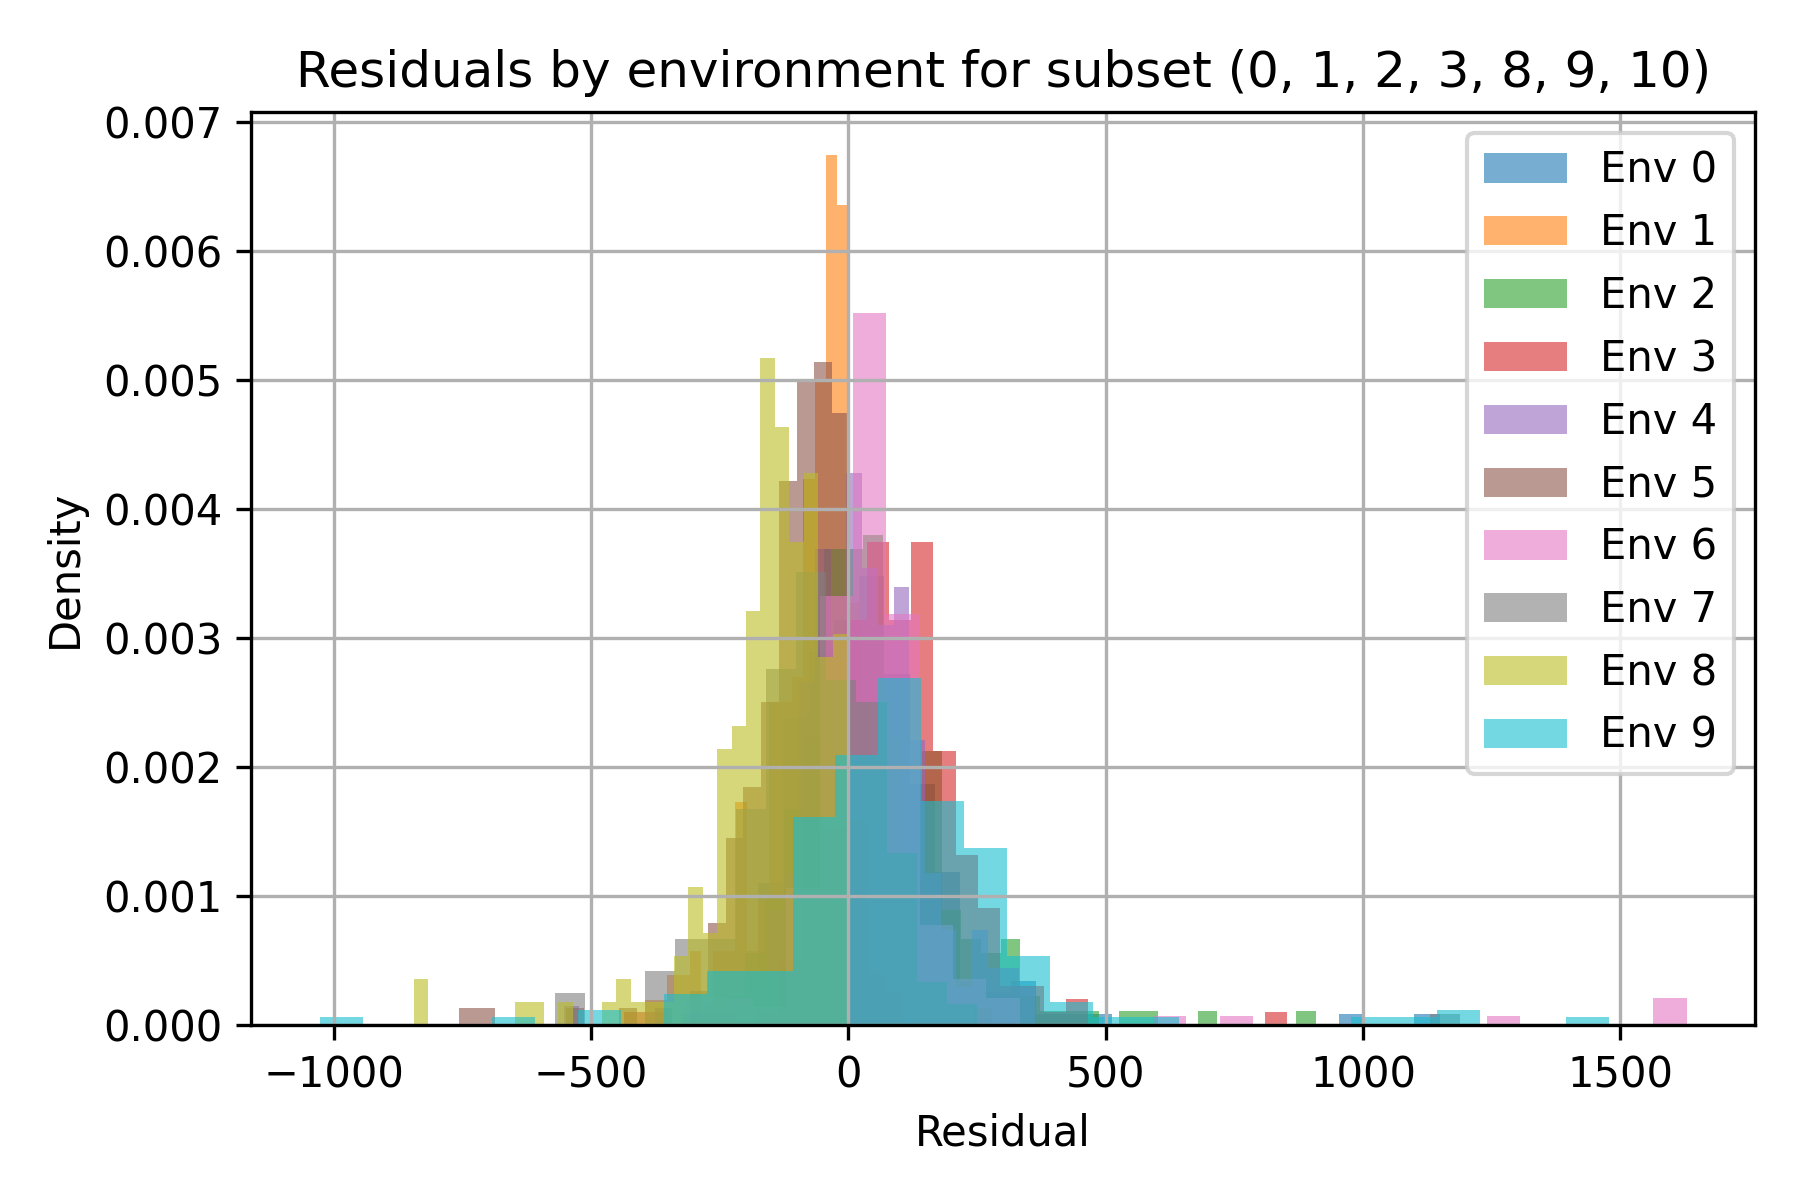 Residuals by environment for subset (0, 1, 2, 3, 8, 9, 10)
0.007
0.006
0.005
0.004
0.003
0.002
0.001
0.000
Density
−1000
−500
0
500
1000
1500
Residual
Env 0
Env 1
Env 2
Env 3
Env 4
Env 5
Env 6
Env 7
Env 8
Env 9